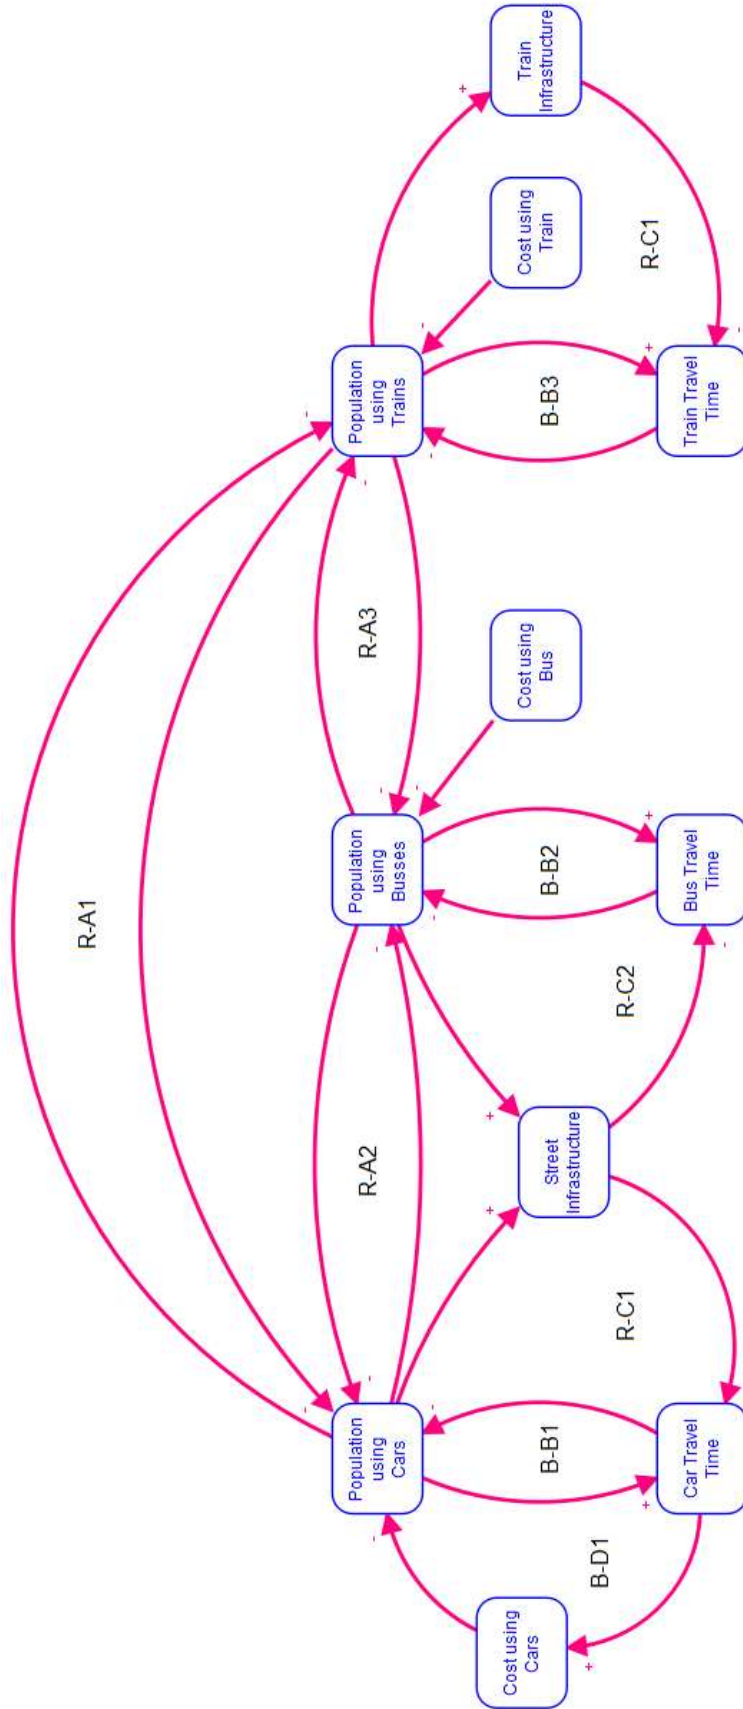 R-A1
Population
using
Cars
R-A2
Population
using
Busses
R-A3
Population
using
Trains
+
-
-
-
-
-
-
-
-
-
Cost using
Cars
+
B-D1
B-B1
-
+
R-C1
+
Street
Infrastructure
+
R-C2
-
B-B2
+
Cost using
Bus
-
B-B3
+
Cost using
Train
R-C1
Train
Infrastructure
Car Travel
Time
Bus Travel
Time
-
Train Travel
Time
-